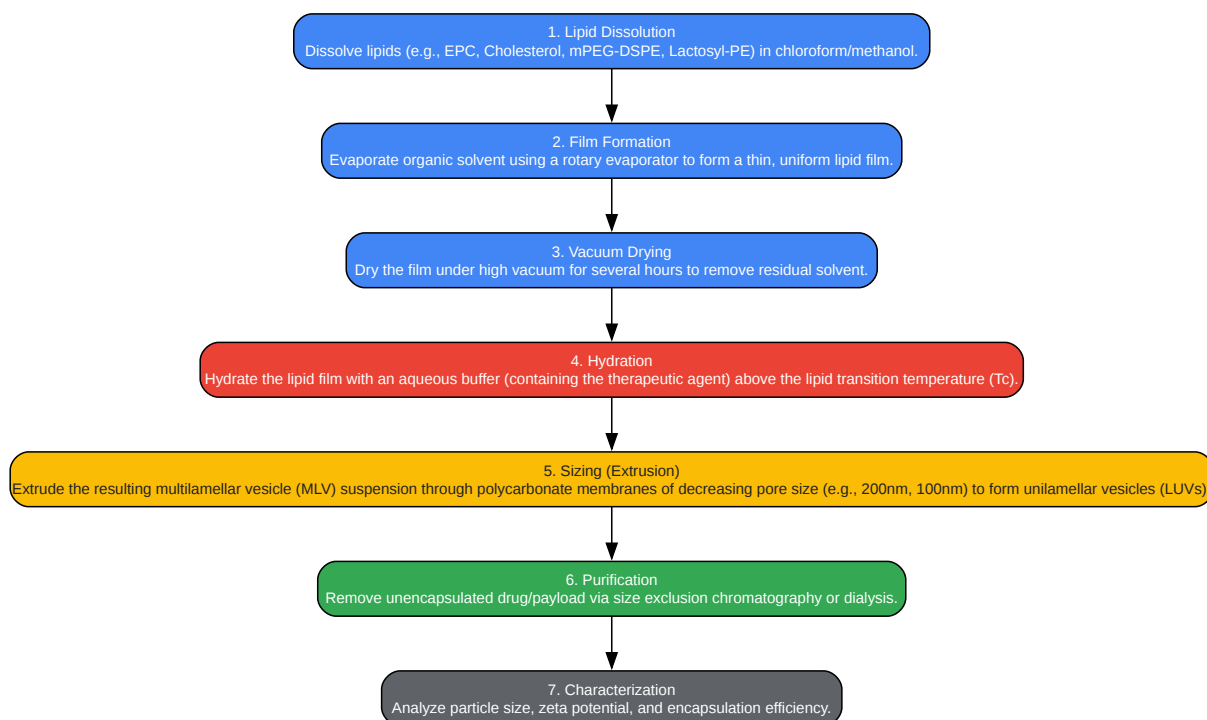 1. Lipid Dissolution
Dissolve lipids (e.g., EPC, Cholesterol, mPEG-DSPE, Lactosyl-PE) in chloroform/methanol.
2. Film Formation
Evaporate organic solvent using a rotary evaporator to form a thin, uniform lipid film.
3. Vacuum Drying
Dry the film under high vacuum for several hours to remove residual solvent.
4. Hydration
Hydrate the lipid film with an aqueous buffer (containing the therapeutic agent) above the lipid transition temperature (Tc).
5. Sizing (Extrusion)
Extrude the resulting multilamellar vesicle (MLV) suspension through polycarbonate membranes of decreasing pore size (e.g., 200nm, 100nm) to form unilamellar vesicles (LUVs)
6. Purification
Remove unencapsulated drug/payload via size exclusion chromatography or dialysis.
7. Characterization
Analyze particle size, zeta potential, and encapsulation efficiency.